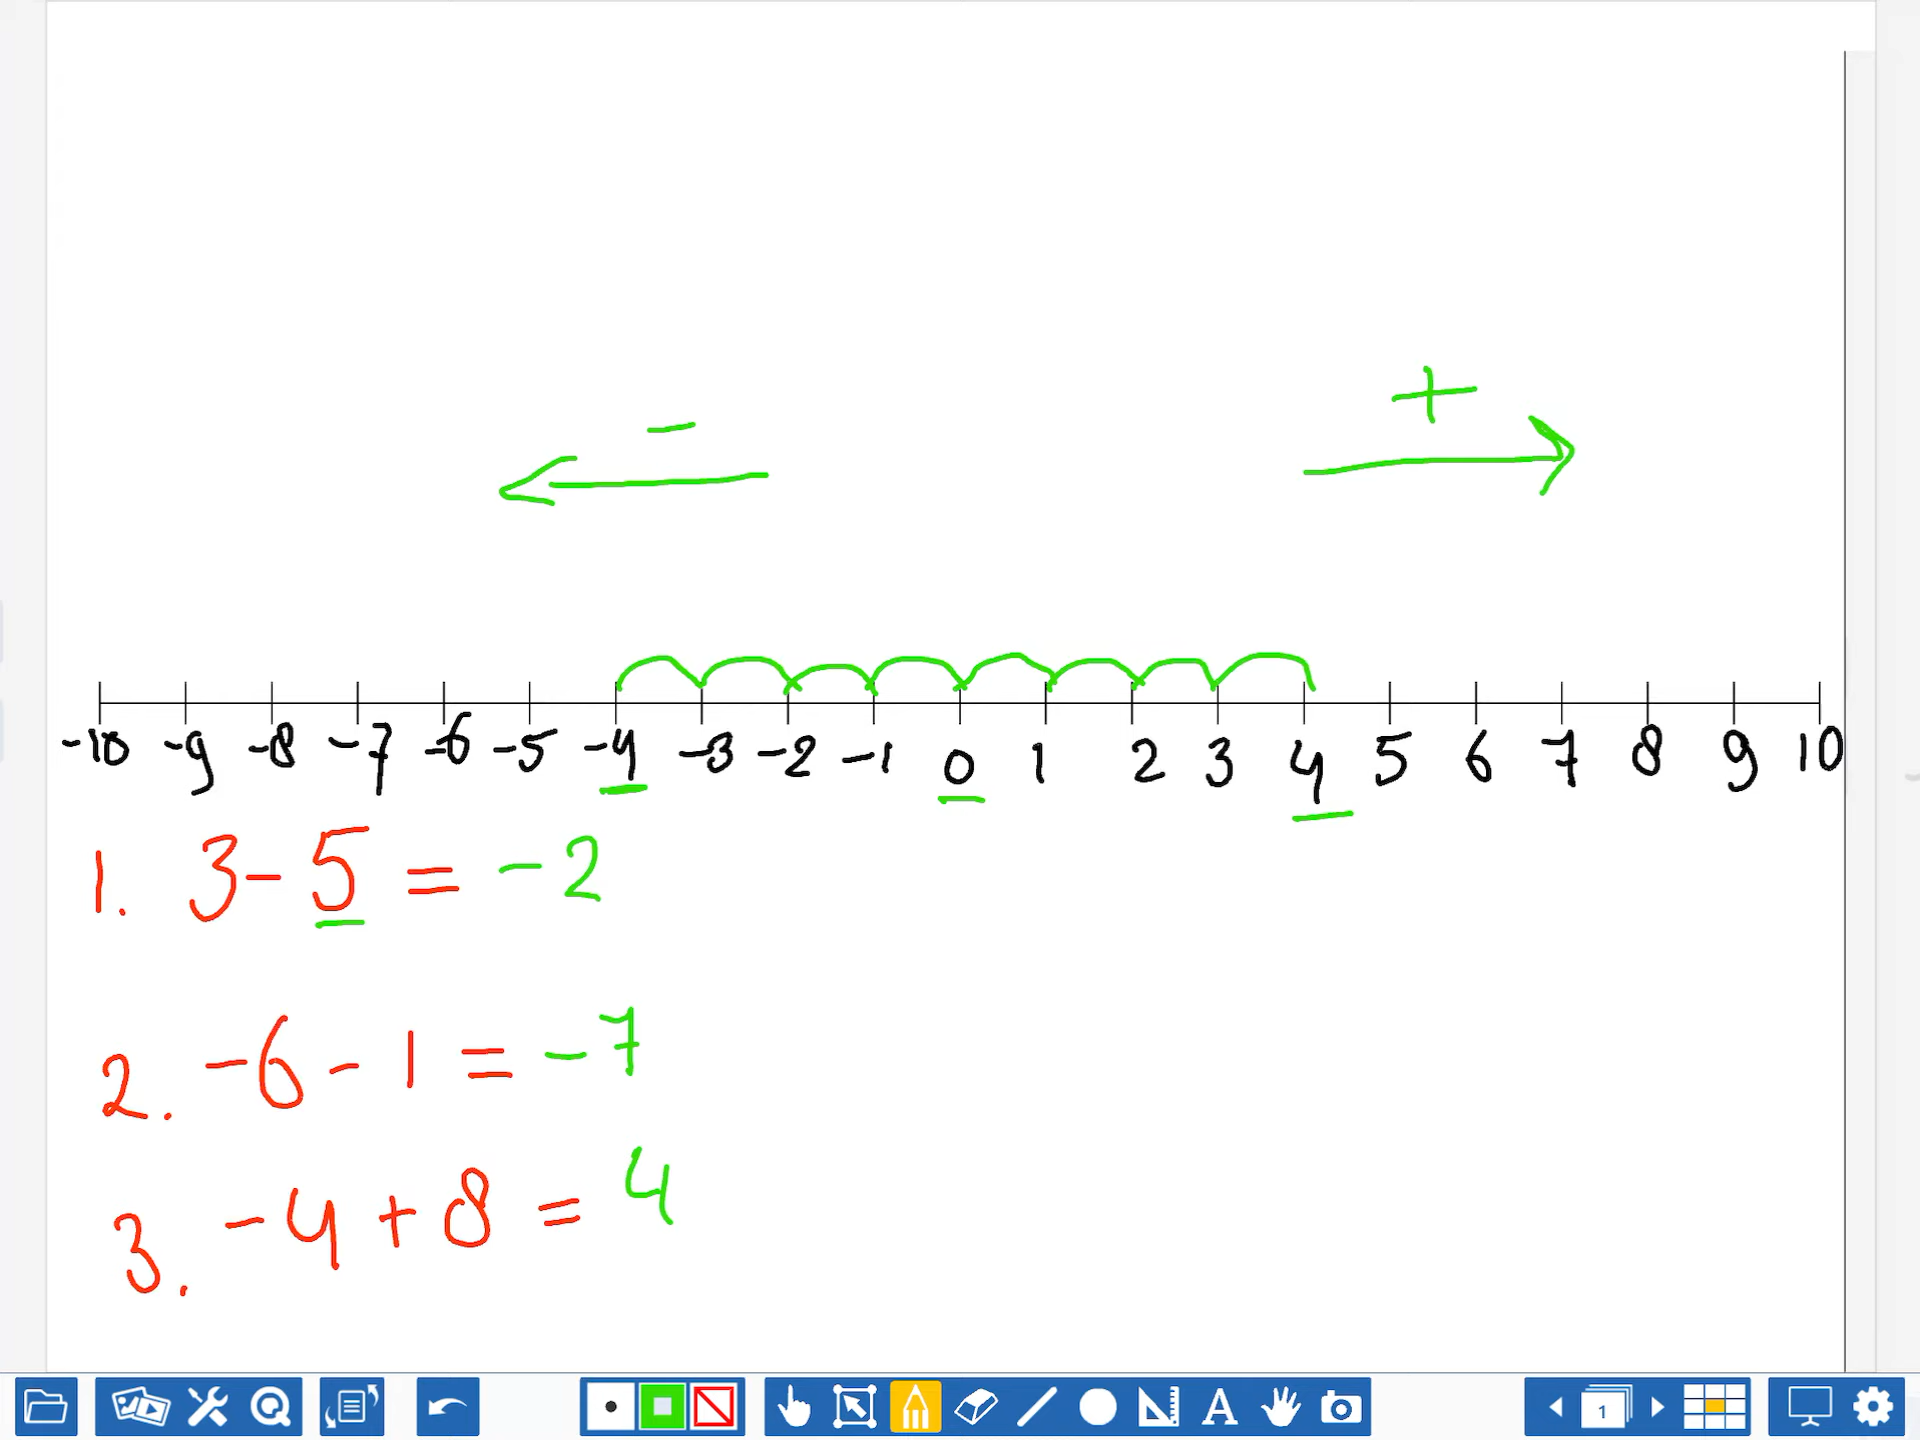 -
+
-10 -9 -8 -7 -6 -5 -4 -3 -2 -1 0 1 2 3 4 5 6 7 8 9 10
1. 3 - 5 = -2
2. -6 - 1 = -7
3. -4 + 8 = 4
A
1